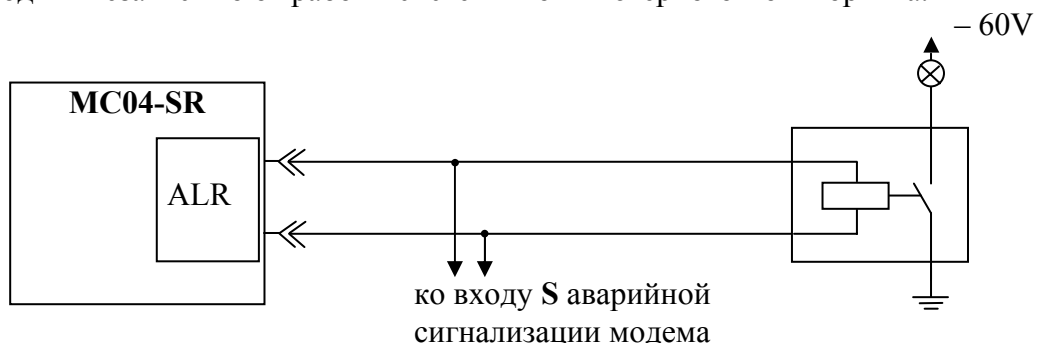 – 60V
MC04-SR
ALR
ко входу S аварийной
сигнализации модема